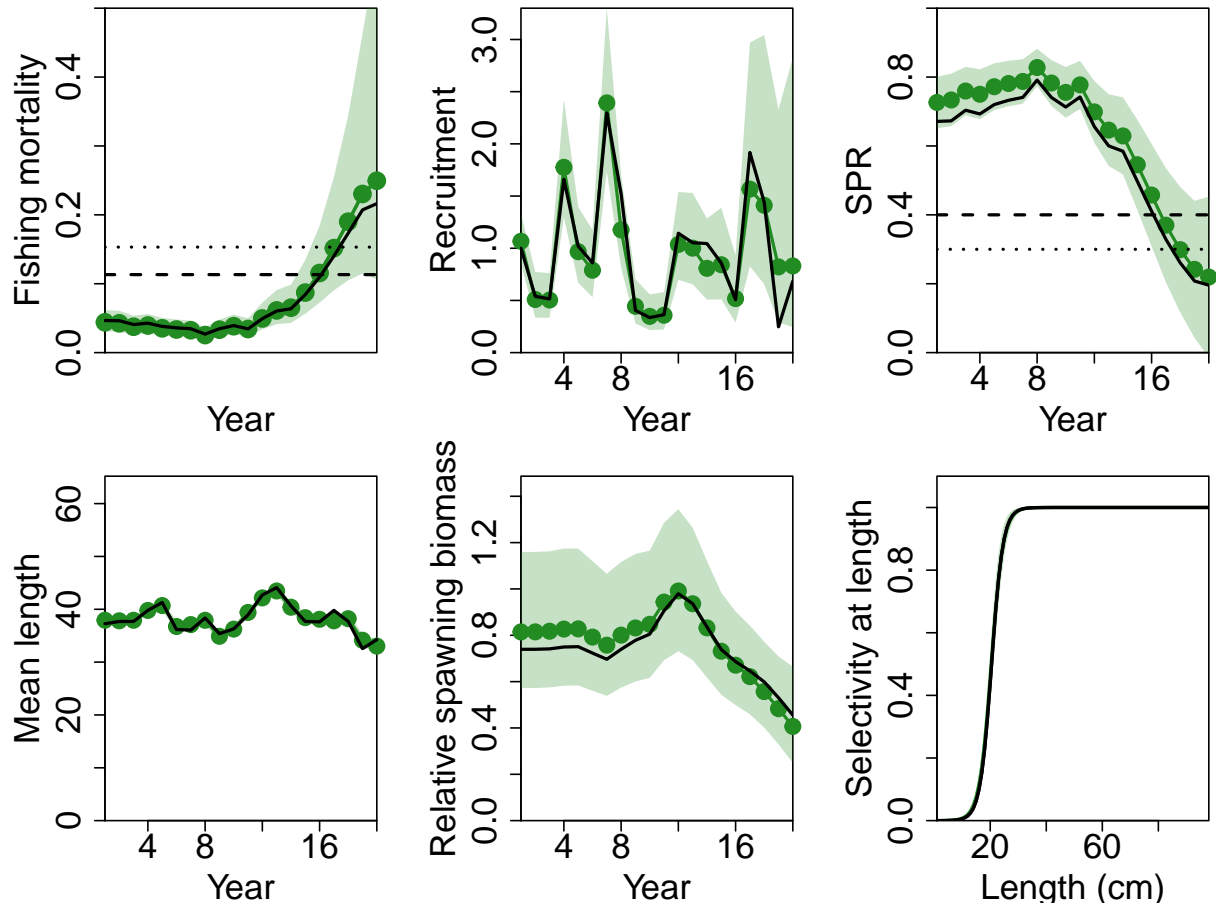 Fishing mortality
0.0
0.2
0.4
Year
Recruitment
0.0
1.0
2.0
3.0
4
8
16
Year
SPR
0.0
0.4
0.8
4
8
16
Year
Mean length
0
20
40
60
4
8
16
Year
Relative spawning biomass
0.0
0.4
0.8
1.2
4
8
16
Year
Selectivity at length
0.0
0.4
0.8
20
60
Length (cm)